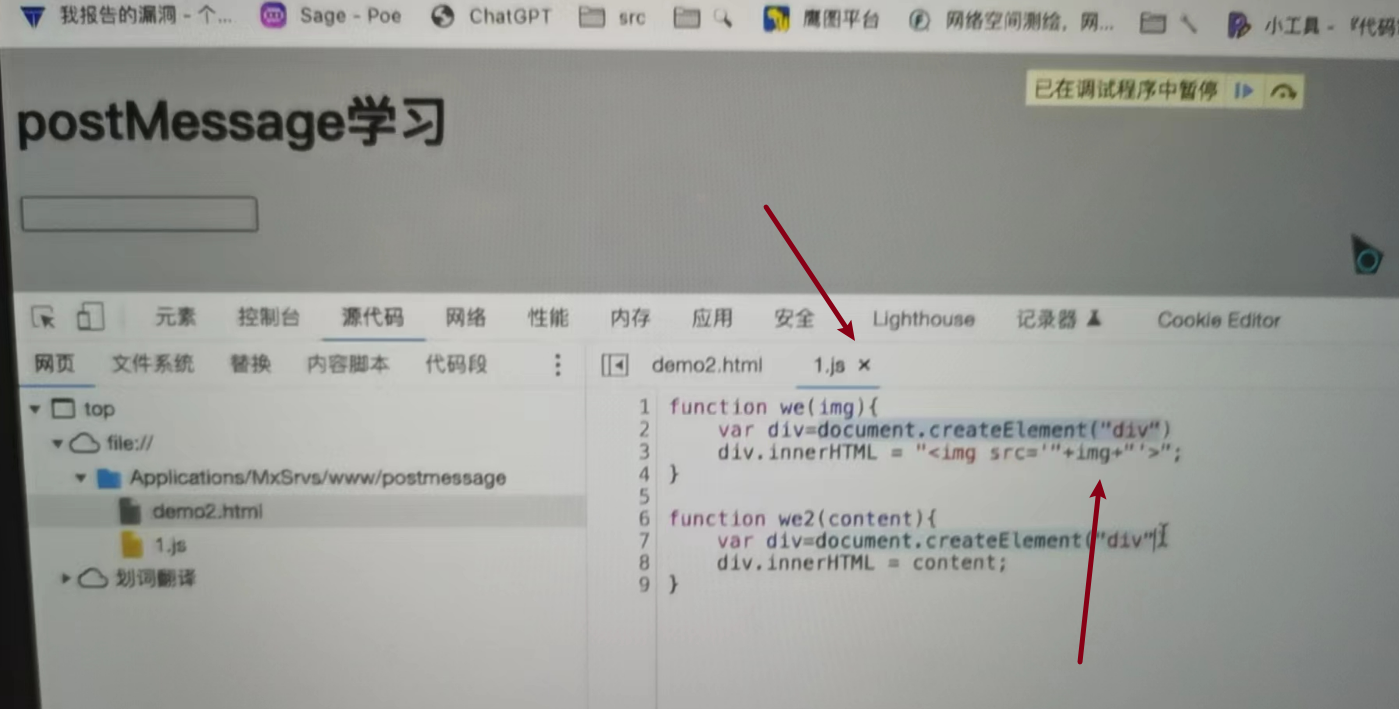 我报告的漏洞 - 个... Sage - Poe ChatGPT src 鹰图平台 网络空间测绘，网... 小工具 - 『代码
已在调试程序中暂停
postMessage学习
元素 控制台 源代码 网络 性能 内存 应用 安全 Lighthouse 记录器 Cookie Editor
网页 文件系统 替换 内容脚本 代码段 demo2.html 1.js ×
top
file://
Applications/MxSrvs/www/postmessage
demo2.html
1.js
划词翻译
1 function we(img){
2 var div=document.createElement("div")
3 div.innerHTML = "<img src='"+img+"'>";
4 }
5
6 function we2(content){
7 var div=document.createElement("div"
8 div.innerHTML = content;
9 }